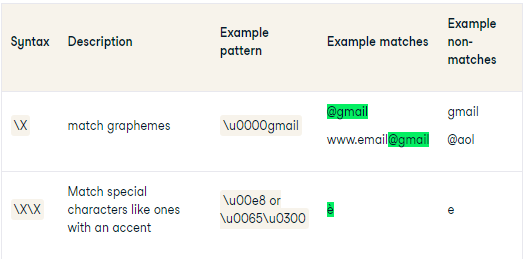 Syntax Description Example pattern Example matches Example non-matches
\X match graphemes \u0000gmail @gmail gmail
www.email@gmail @aol
\X\X Match special characters like ones with an accent \u00e8 or \u0065\u0300 è e